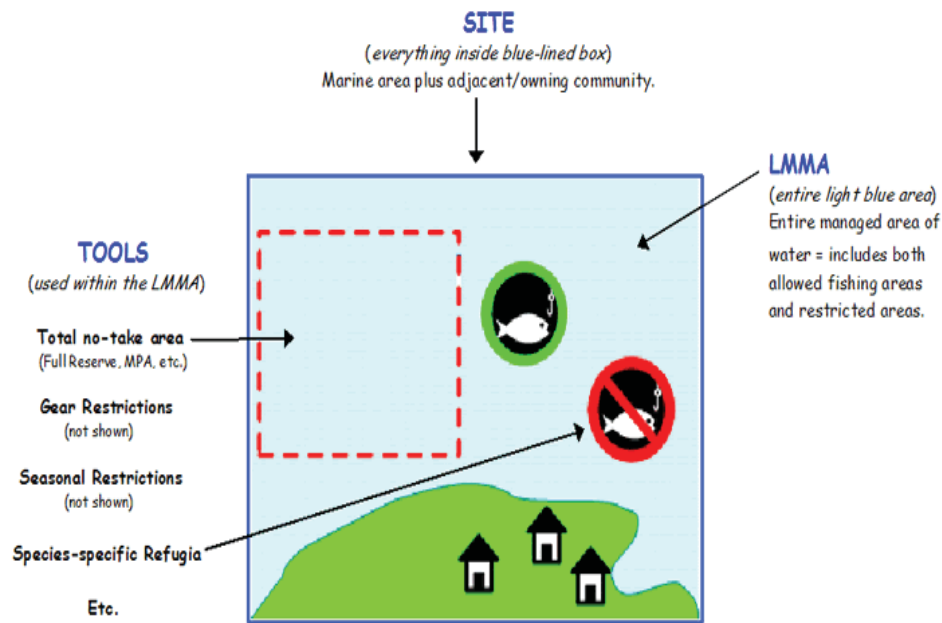 SITE
(everything inside blue-lined box)
Marine area plus adjacent/owning community.
LMMA
(entire light blue area)
Entire managed area of
water = includes both
allowed fishing areas
and restricted areas.
TOOLS
(used within the LMMA)
Total no-take area
(Full Reserve, MPA, etc.)
Gear Restrictions
(not shown)
Seasonal Restrictions
(not shown)
Species-specific Refugia
Etc.